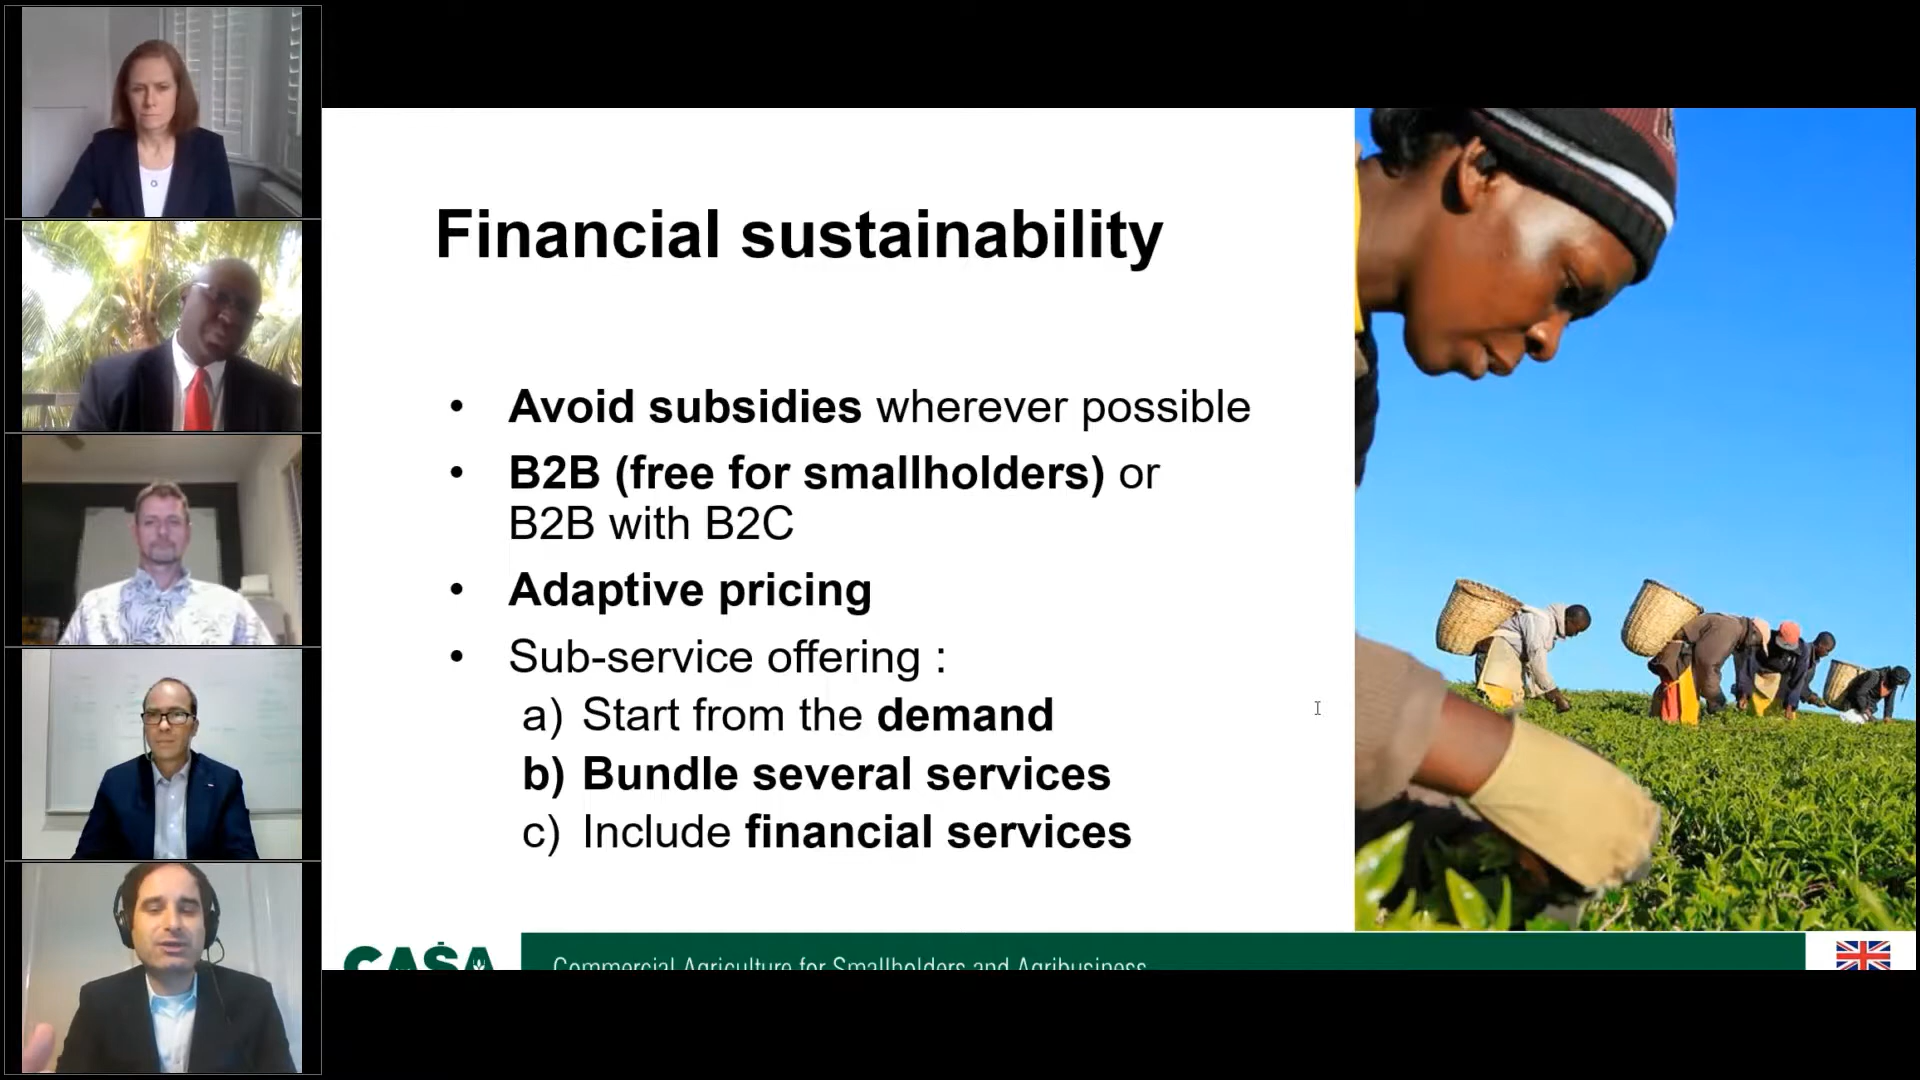 Financial sustainability
• Avoid subsidies wherever possible
• B2B (free for smallholders) or
B2B with B2C
• Adaptive pricing
• Sub-service offering :
a) Start from the demand
b) Bundle several services
c) Include financial services
CASA
Commercial Agriculture for Smallholders and Agribusiness